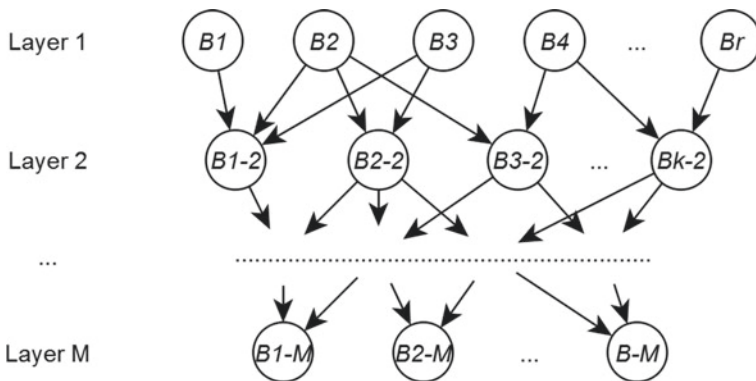 Layer 1 B1 B2 B3 B4 ... Br
Layer 2 B1-2 B2-2 B3-2 ... Bk-2
...
Layer M B1-M B2-M ... B-M